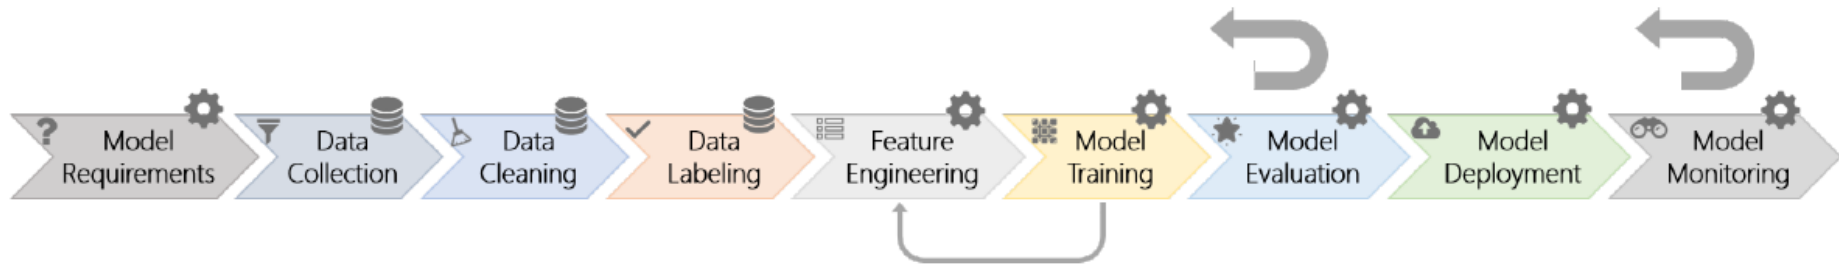 Model
Requirements
Data
Collection
Data
Cleaning
Data
Labeling
Feature
Engineering
Model
Training
Model
Evaluation
Model
Deployment
Model
Monitoring